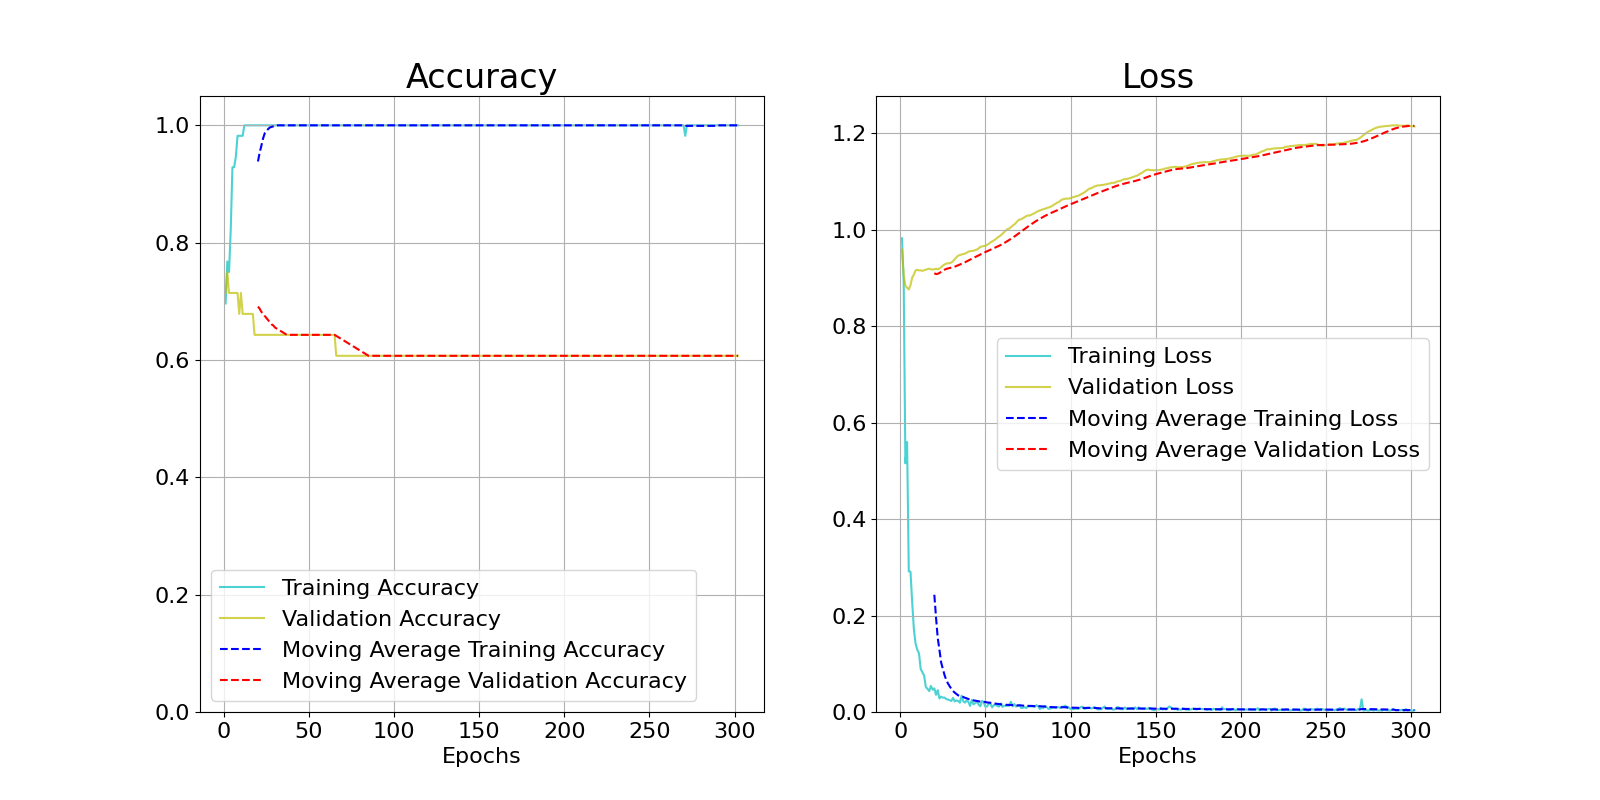 Accuracy
1.0
0.8
0.6
0.4
0.2
0.0
0 50 100 150 200 250 300
Epochs
Training Accuracy
Validation Accuracy
Moving Average Training Accuracy
Moving Average Validation Accuracy
Loss
1.2
1.0
0.8
0.6
0.4
0.2
0.0
0 50 100 150 200 250 300
Epochs
Training Loss
Validation Loss
Moving Average Training Loss
Moving Average Validation Loss